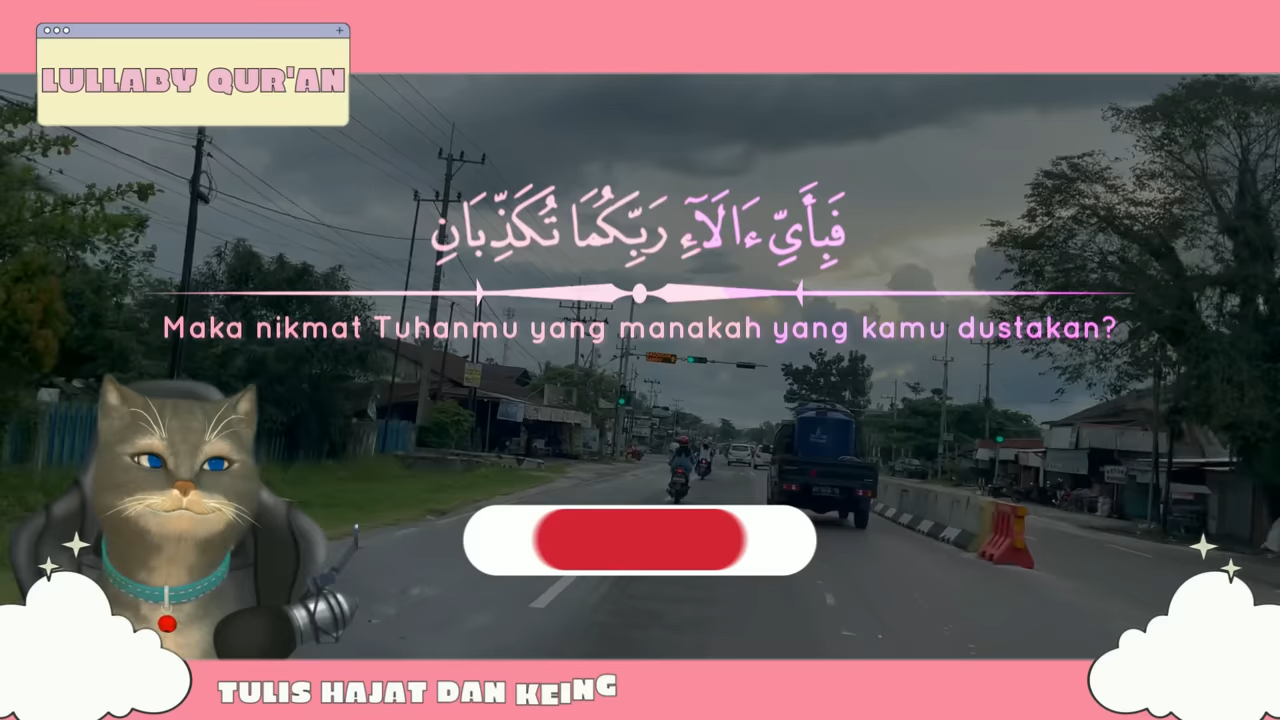 LULLABY QUR'AN
فَبِأَيِّ ءَالَآءِ رَبِّكُمَا تُكَذِّبَانِ
Maka nikmat Tuhanmu yang manakah yang kamu dustakan?
TULIS HAJAT DAN KEING